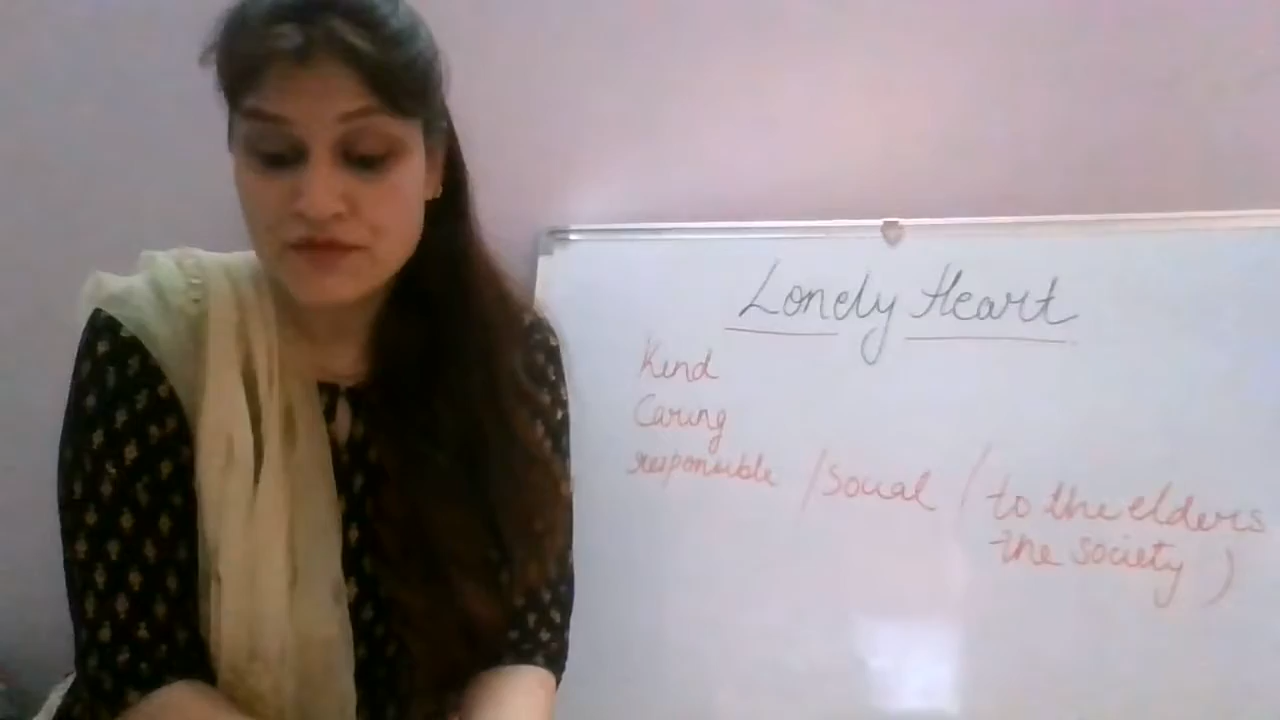 Lonely Heart
Kind
Caring
responsible / social / to the elders
the society )